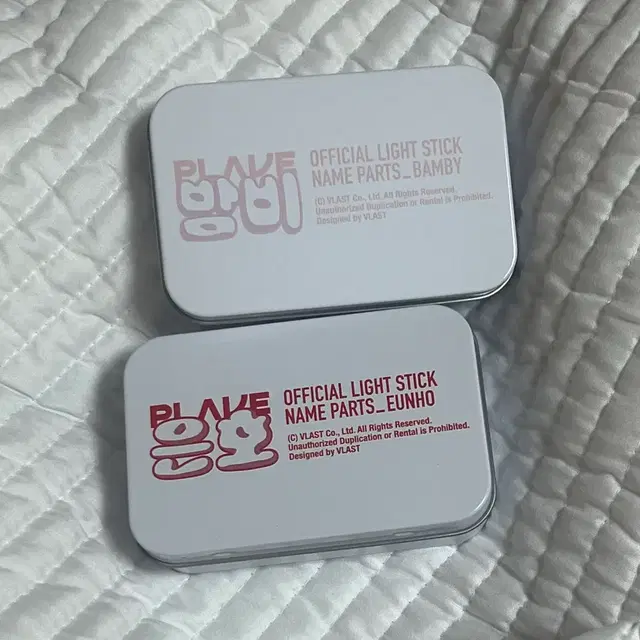 PLAVE
밤비
OFFICIAL LIGHT STICK
NAME PARTS_BAMBY
(C) VLAST Co., Ltd. All Rights Reserved.
Unauthorized Duplication or Rental is Prohibited.
Designed by VLAST
PLAVE
은호
OFFICIAL LIGHT STICK
NAME PARTS_EUNHO
(C) VLAST Co., Ltd. All Rights Reserved.
Unauthorized Duplication or Rental is Prohibited.
Designed by VLAST